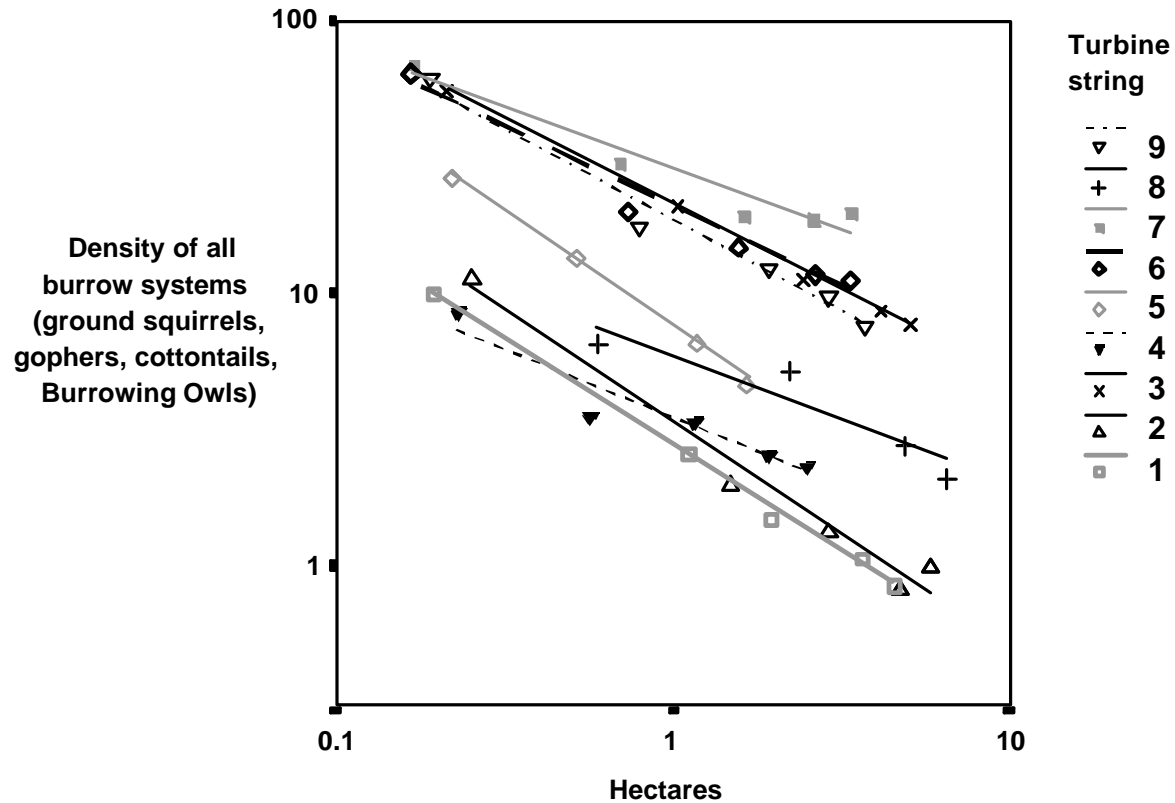 100
10
1
0.1
1
10
Density of all
burrow systems
(ground squirrels,
gophers, cottontails,
Burrowing Owls)
Hectares
Turbine
string
9
8
7
6
5
4
3
2
1